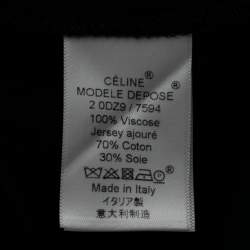 CÉLINE®
MODELE DEPOSE®
2 0DZ9 / 7594
100% Viscose
Jersey ajouré
70% Coton
30% Soie
Made in Italy
イタリア製
意大利制造